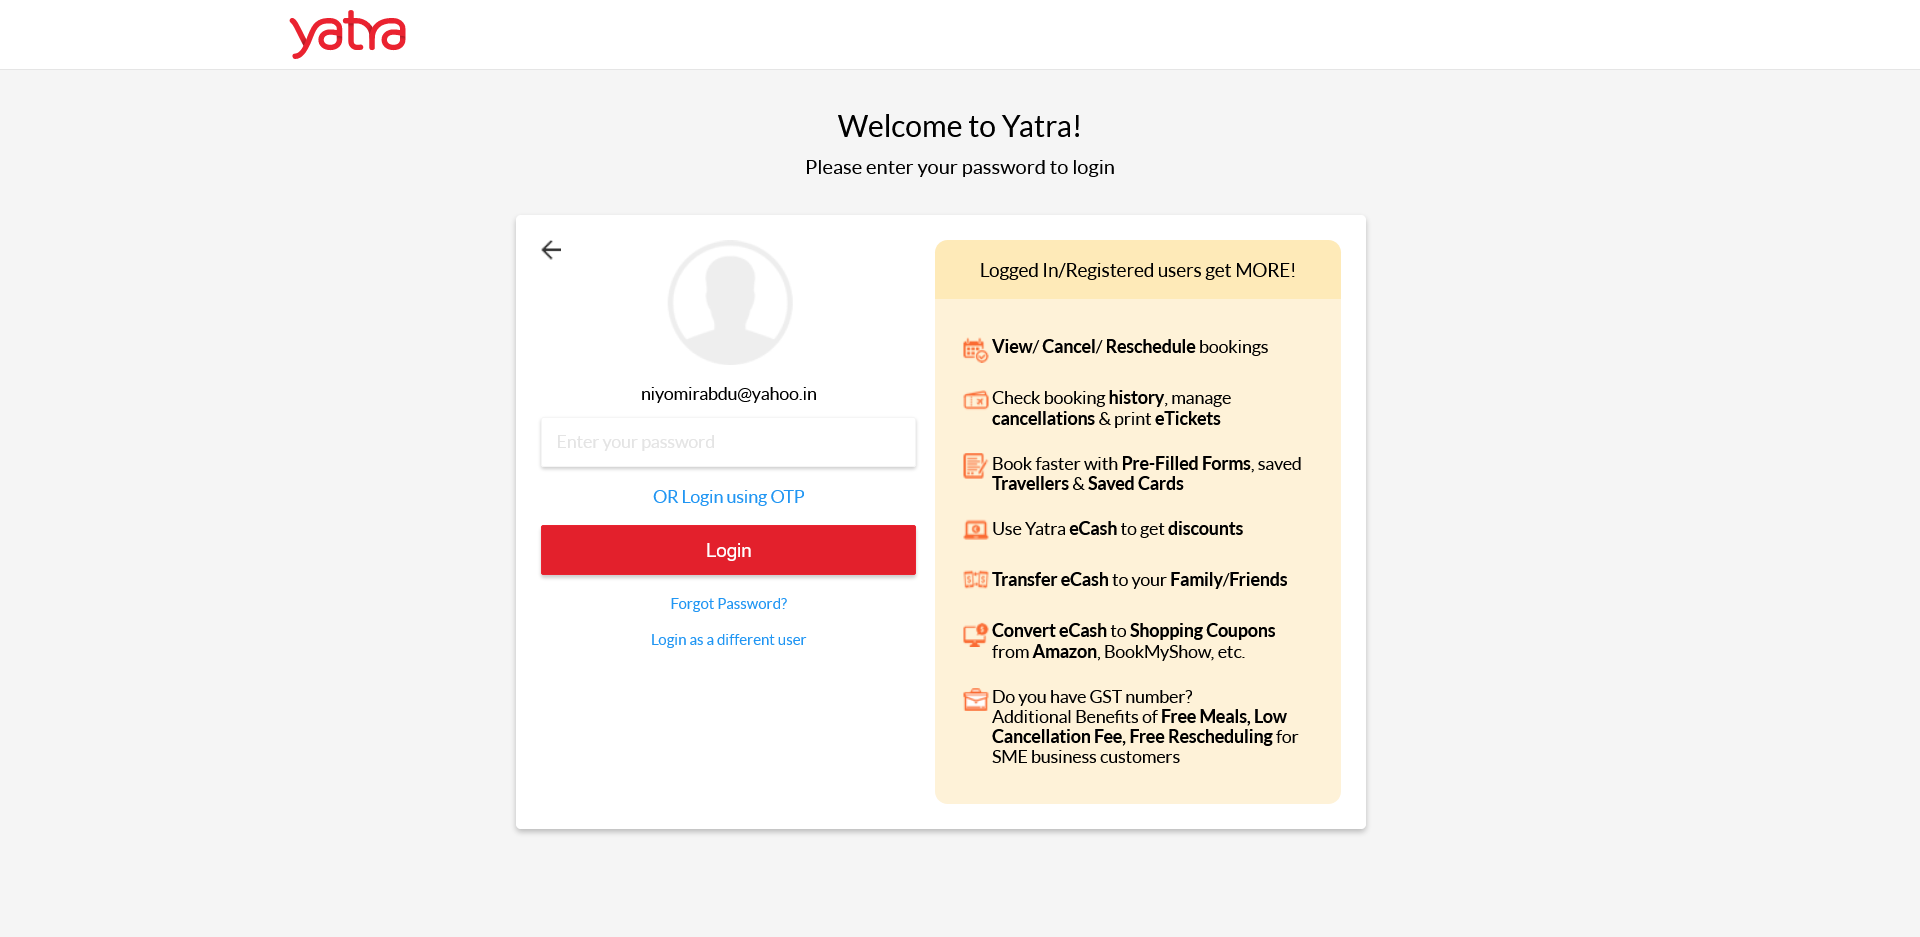 yatra
Welcome to Yatra!
Please enter your password to login
niyomirabdu@yahoo.in
Enter your password
OR Login using OTP
Login
Forgot Password?
Login as a different user
Logged In/Registered users get MORE!
View/ Cancel/ Reschedule bookings
Check booking history, manage
cancellations & print eTickets
Book faster with Pre-Filled Forms, saved
Travellers & Saved Cards
Use Yatra eCash to get discounts
Transfer eCash to your Family/Friends
Convert eCash to Shopping Coupons
from Amazon, BookMyShow, etc.
Do you have GST number?
Additional Benefits of Free Meals, Low
Cancellation Fee, Free Rescheduling for
SME business customers